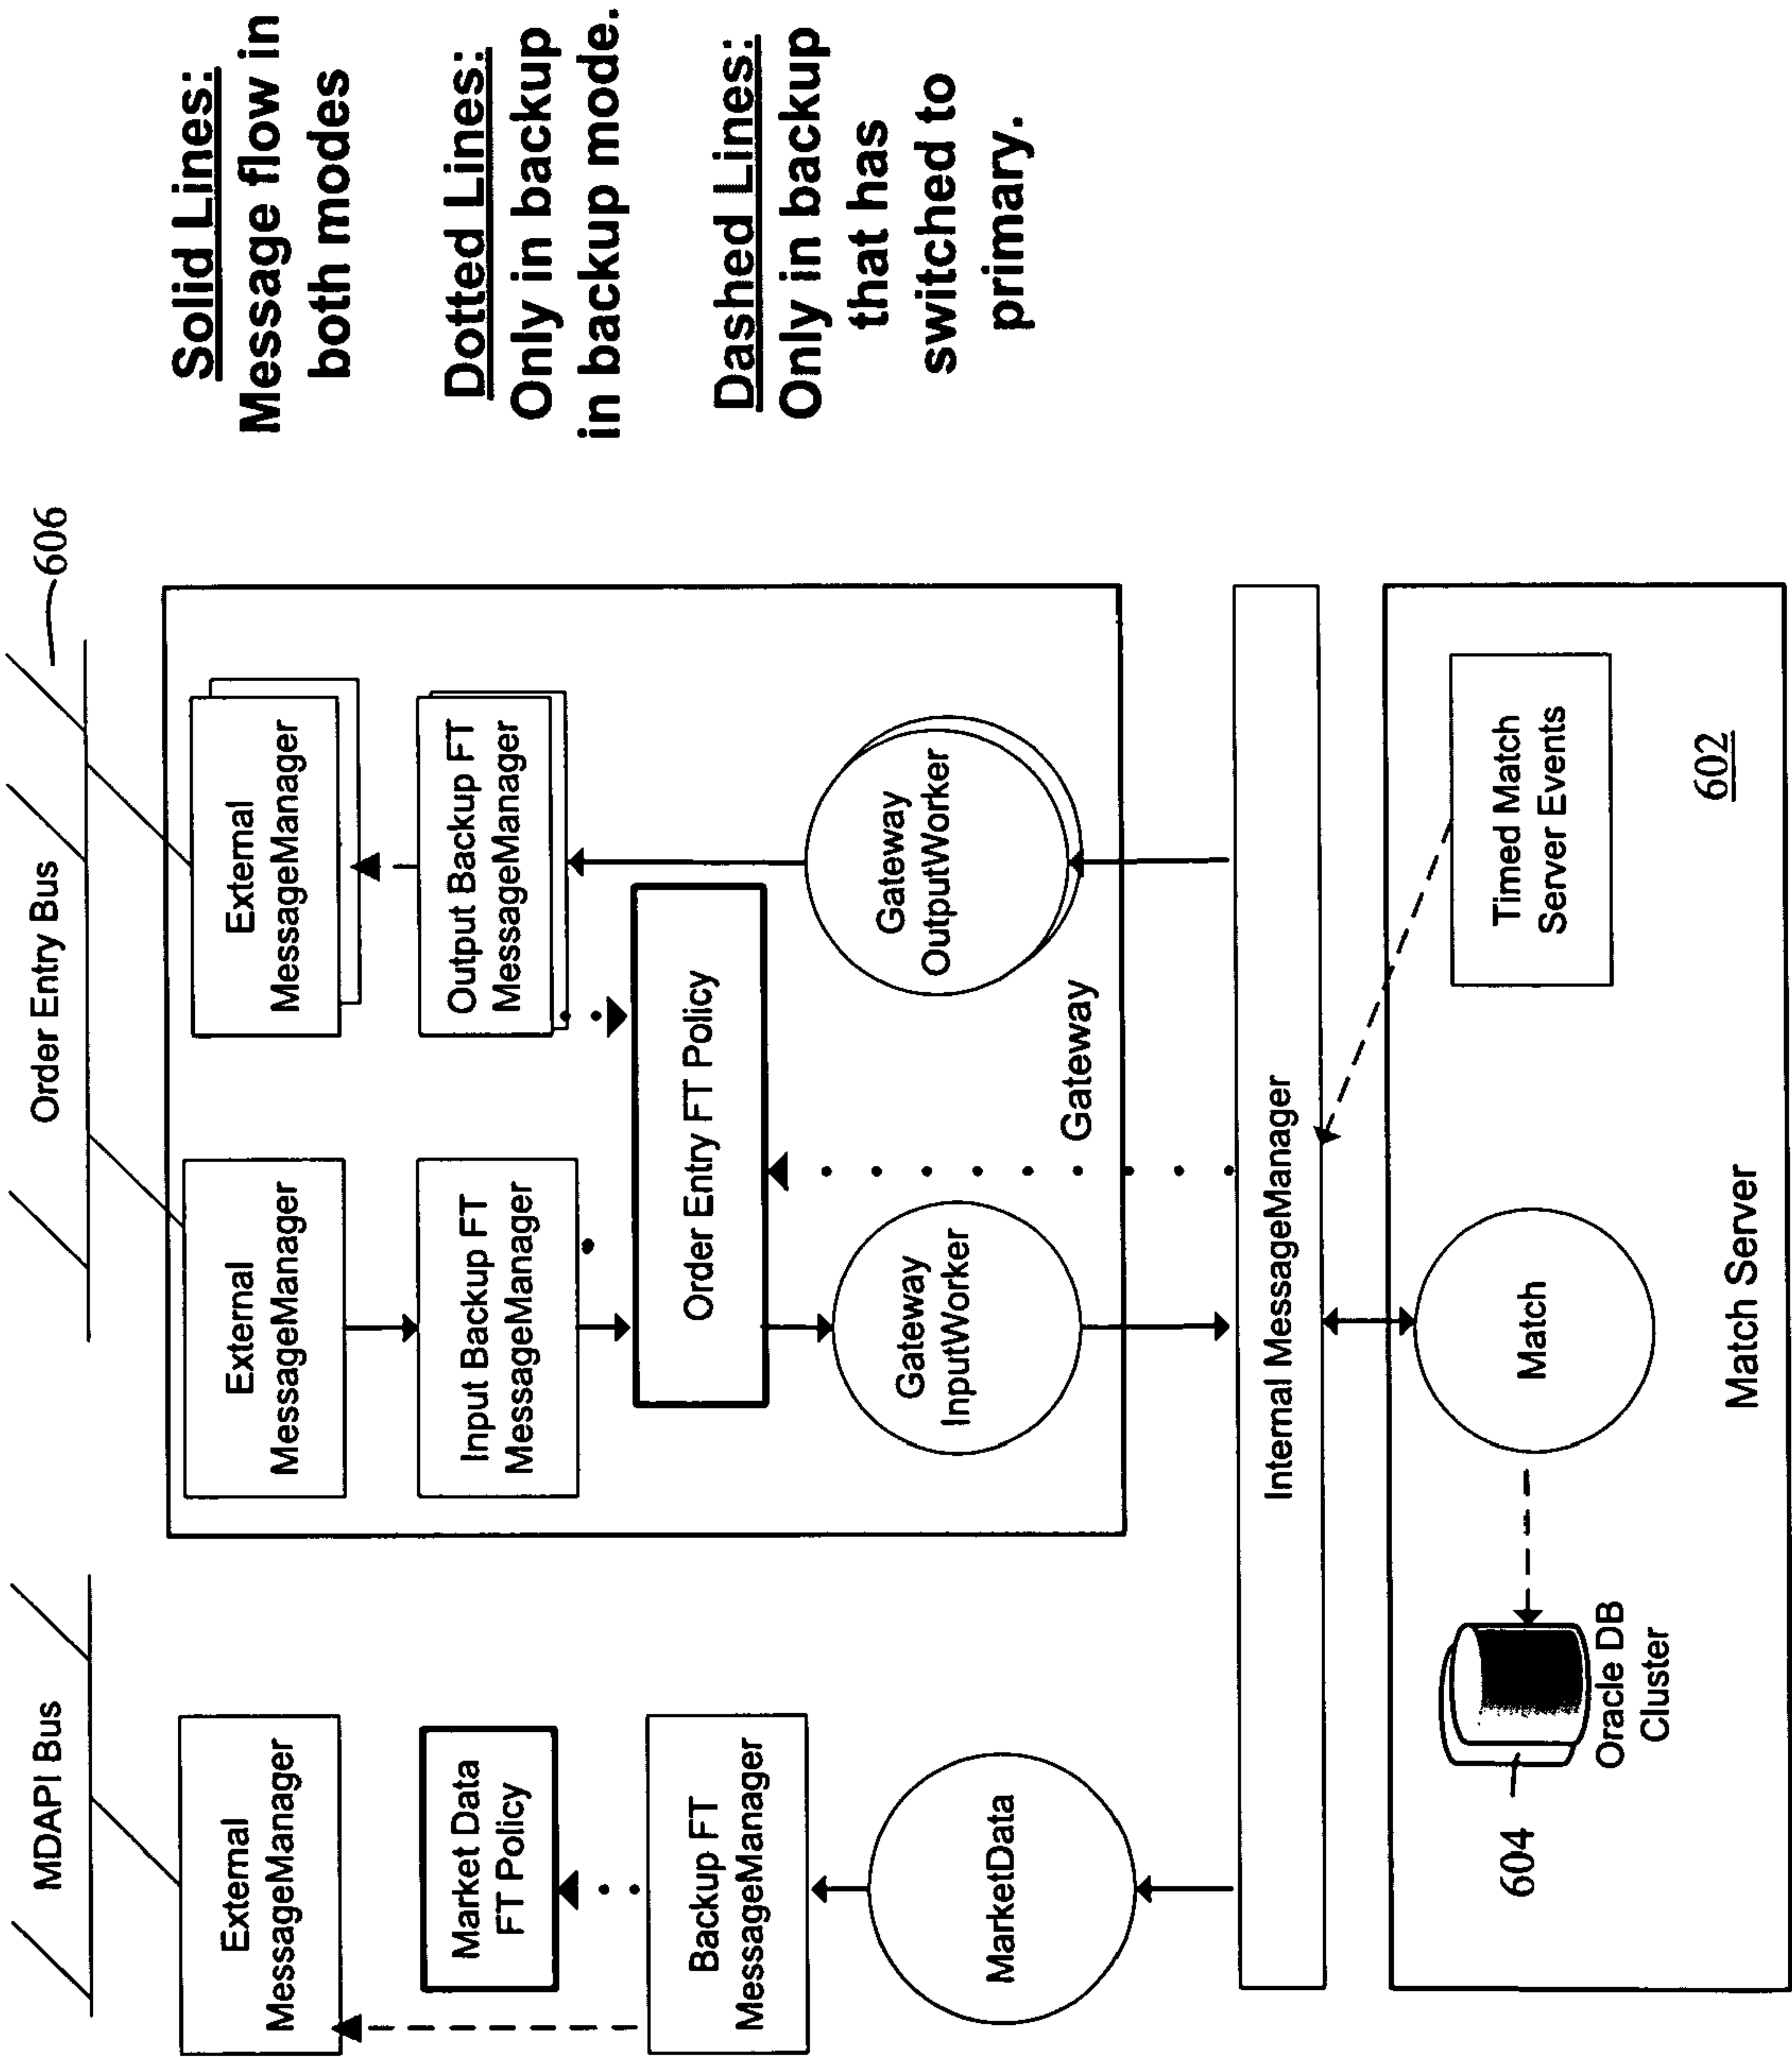 MDAPI Bus
Order Entry Bus
606
External
MessageManager
Market Data
FT Policy
Backup FT
MessageManager
MarketData
External
MessageManager
External
MessageManager
Input Backup FT
MessageManager
Output Backup FT
MessageManager
Order Entry FT Policy
Gateway
InputWorker
Gateway
OutputWorker
Gateway
Internal MessageManager
604
Oracle DB
Cluster
Match
Timed Match
Server Events
Match Server
602
Solid Lines:
Message flow in
both modes
Dotted Lines:
Only in backup
in backup mode.
Dashed Lines:
Only in backup
that has
switched to
primary.